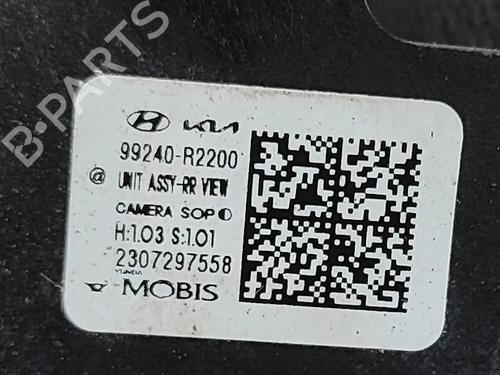 B-PARTS
KIA
99240-R2200
@ UNIT ASSY-RR VIEW
CAMERA SOP
H:1.03 S:1.01
2307297558
MOBIS